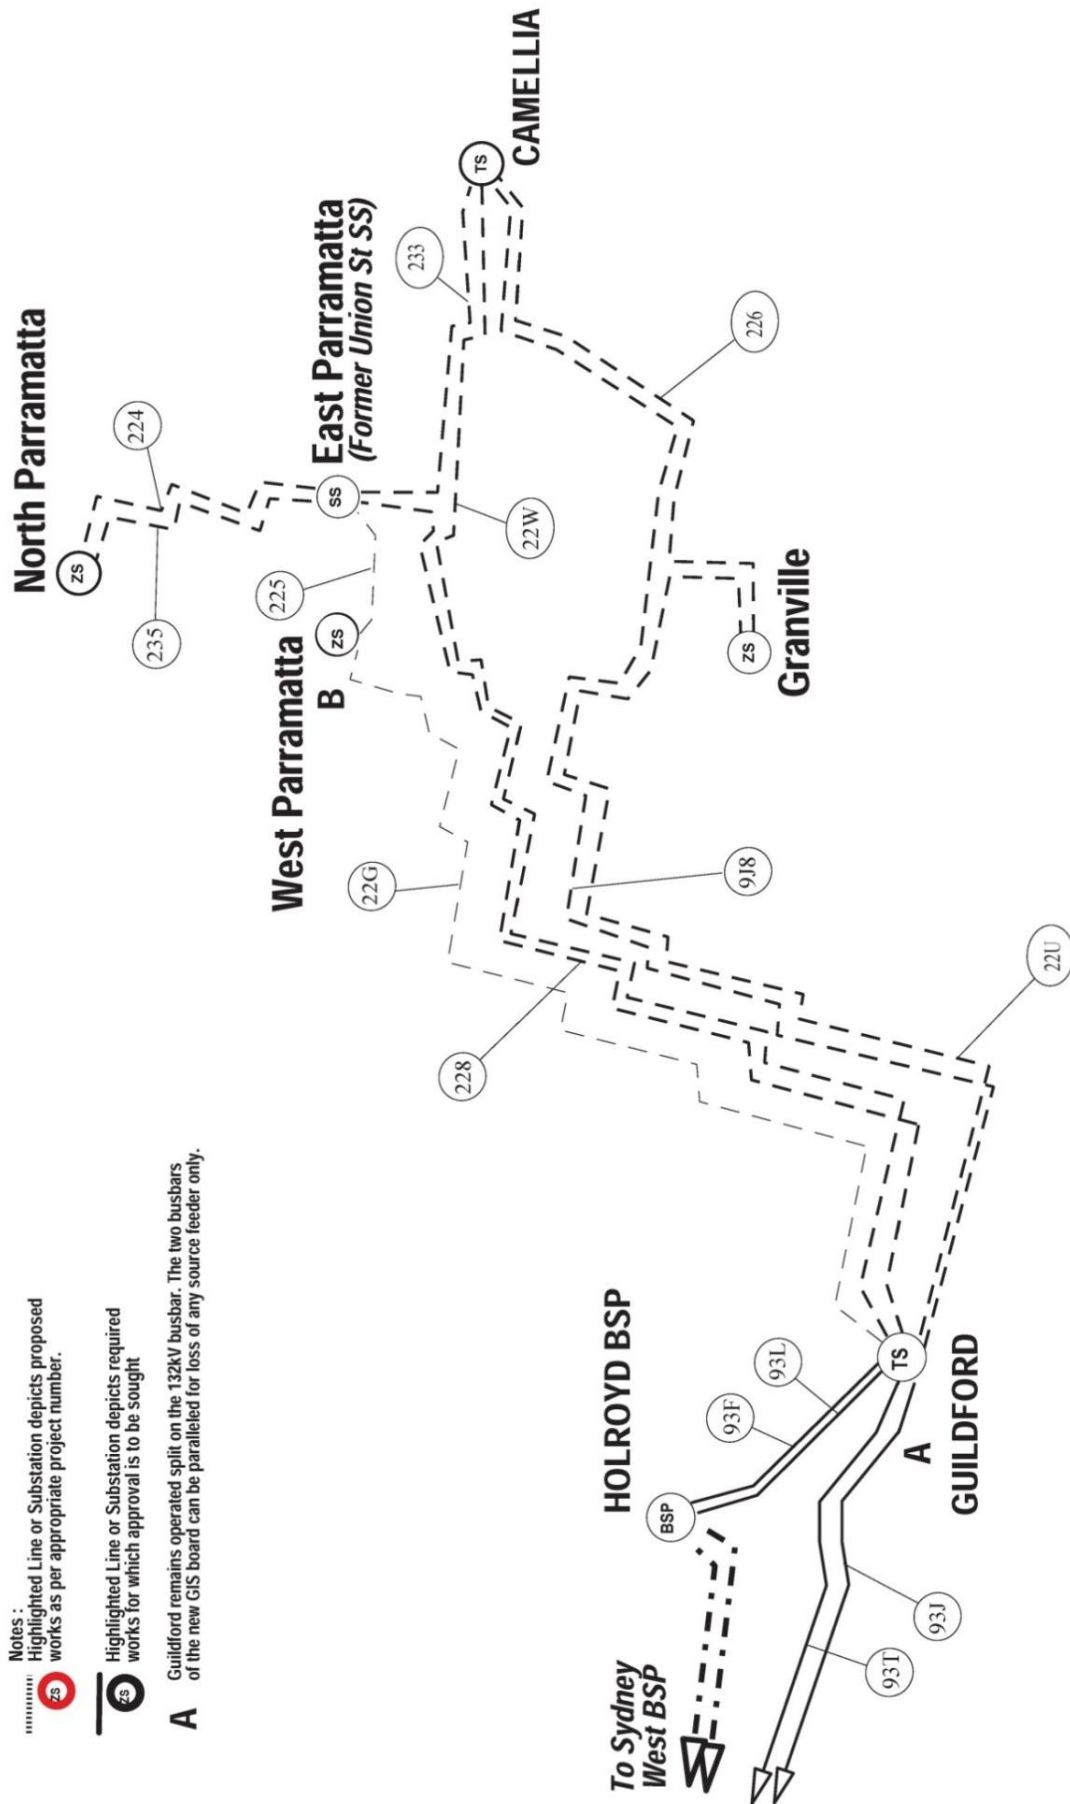 Notes :
Highlighted Line or Substation depicts proposed
works as per appropriate project number.
ZS
Highlighted Line or Substation depicts required
works for which approval is to be sought
ZS
A
Guildford remains operated split on the 132kV busbar. The two busbars
of the new GIS board can be paralleled for loss of any source feeder only.
North Parramatta
ZS
224
235
East Parramatta
(Former Union St SS)
SS
225
West Parramatta
B
ZS
233
TS
CAMELLIA
22W
226
Granville
ZS
22G
9J8
228
22U
HOLROYD BSP
BSP
93F
93L
TS
A
GUILDFORD
93J
93T
To Sydney
West BSP